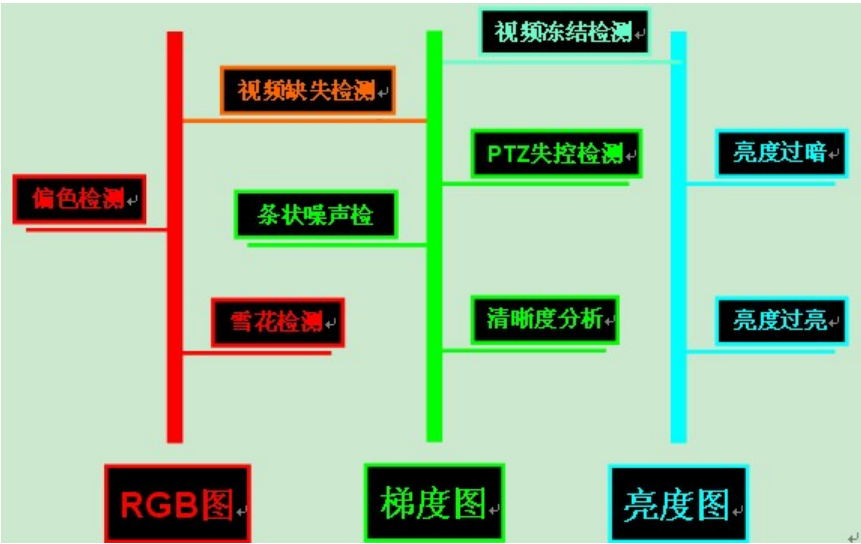 视频冻结检测
视频缺失检测
PTZ失控检测
亮度过暗
偏色检测
条状噪声检
雪花检测
清晰度分析
亮度过亮
RGB图
梯度图
亮度图